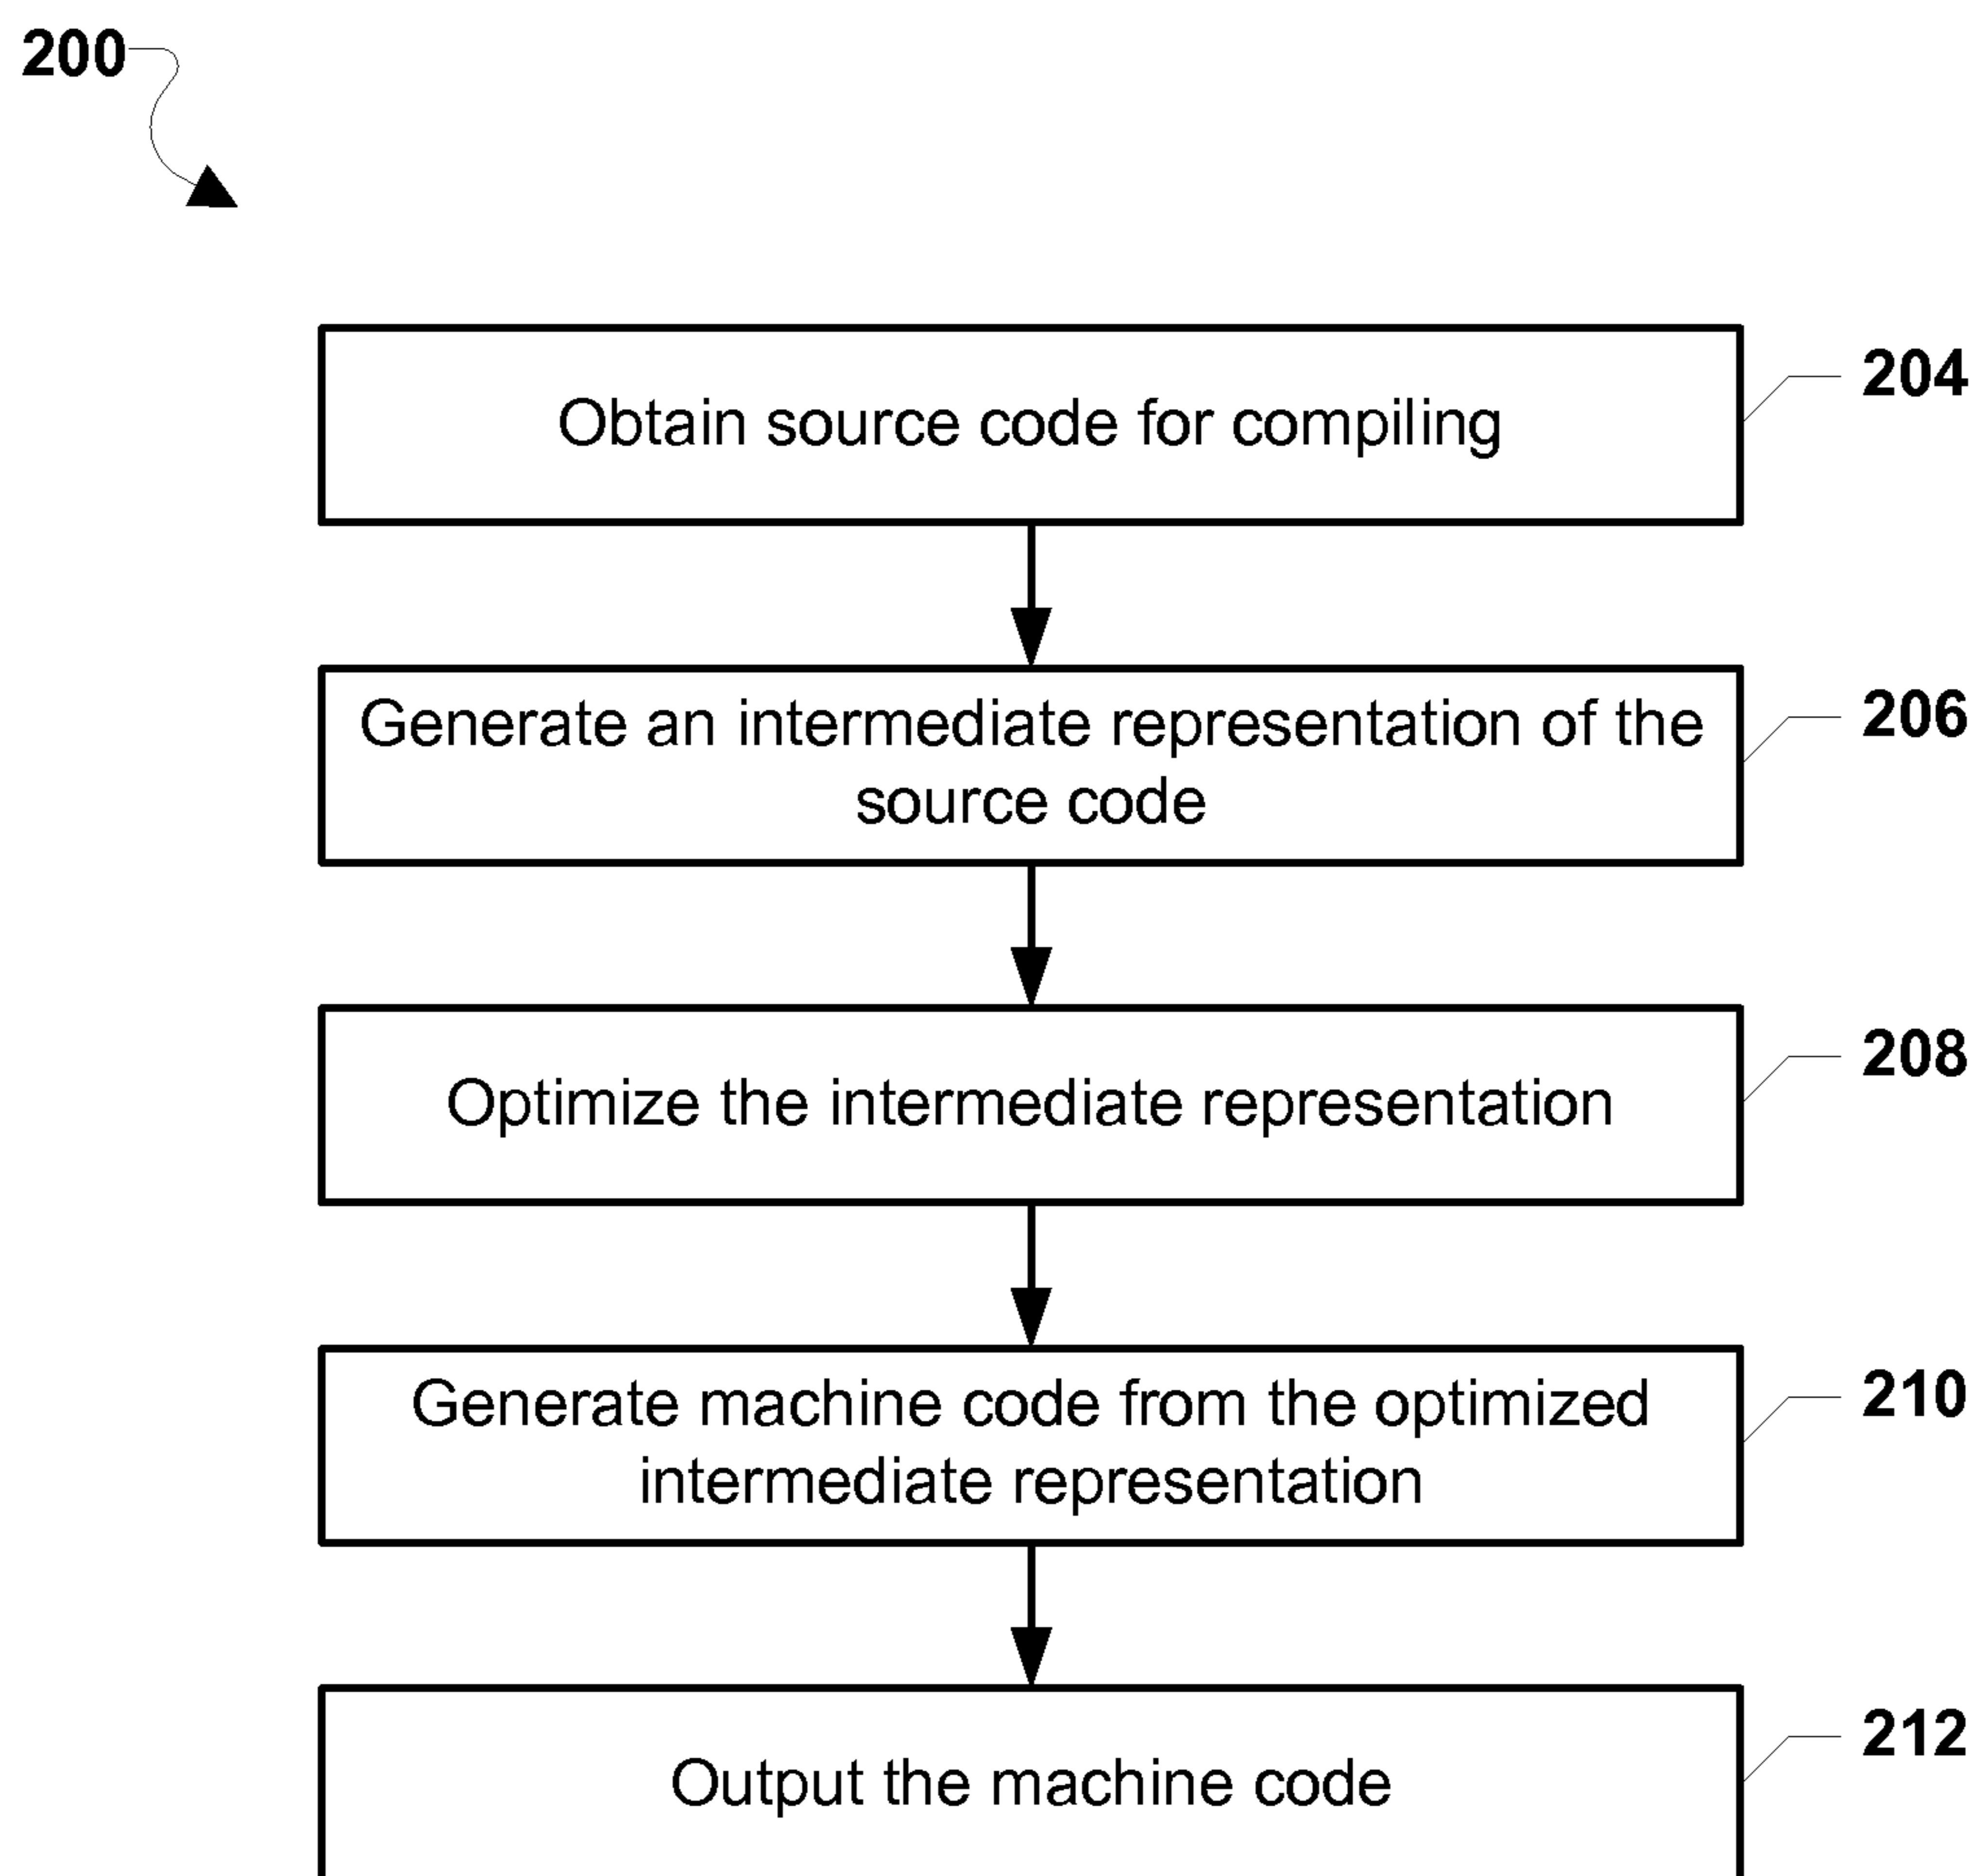 200
204
Obtain source code for compiling
206
Generate an intermediate representation of the
source code
208
Optimize the intermediate representation
210
Generate machine code from the optimized
intermediate representation
212
Output the machine code